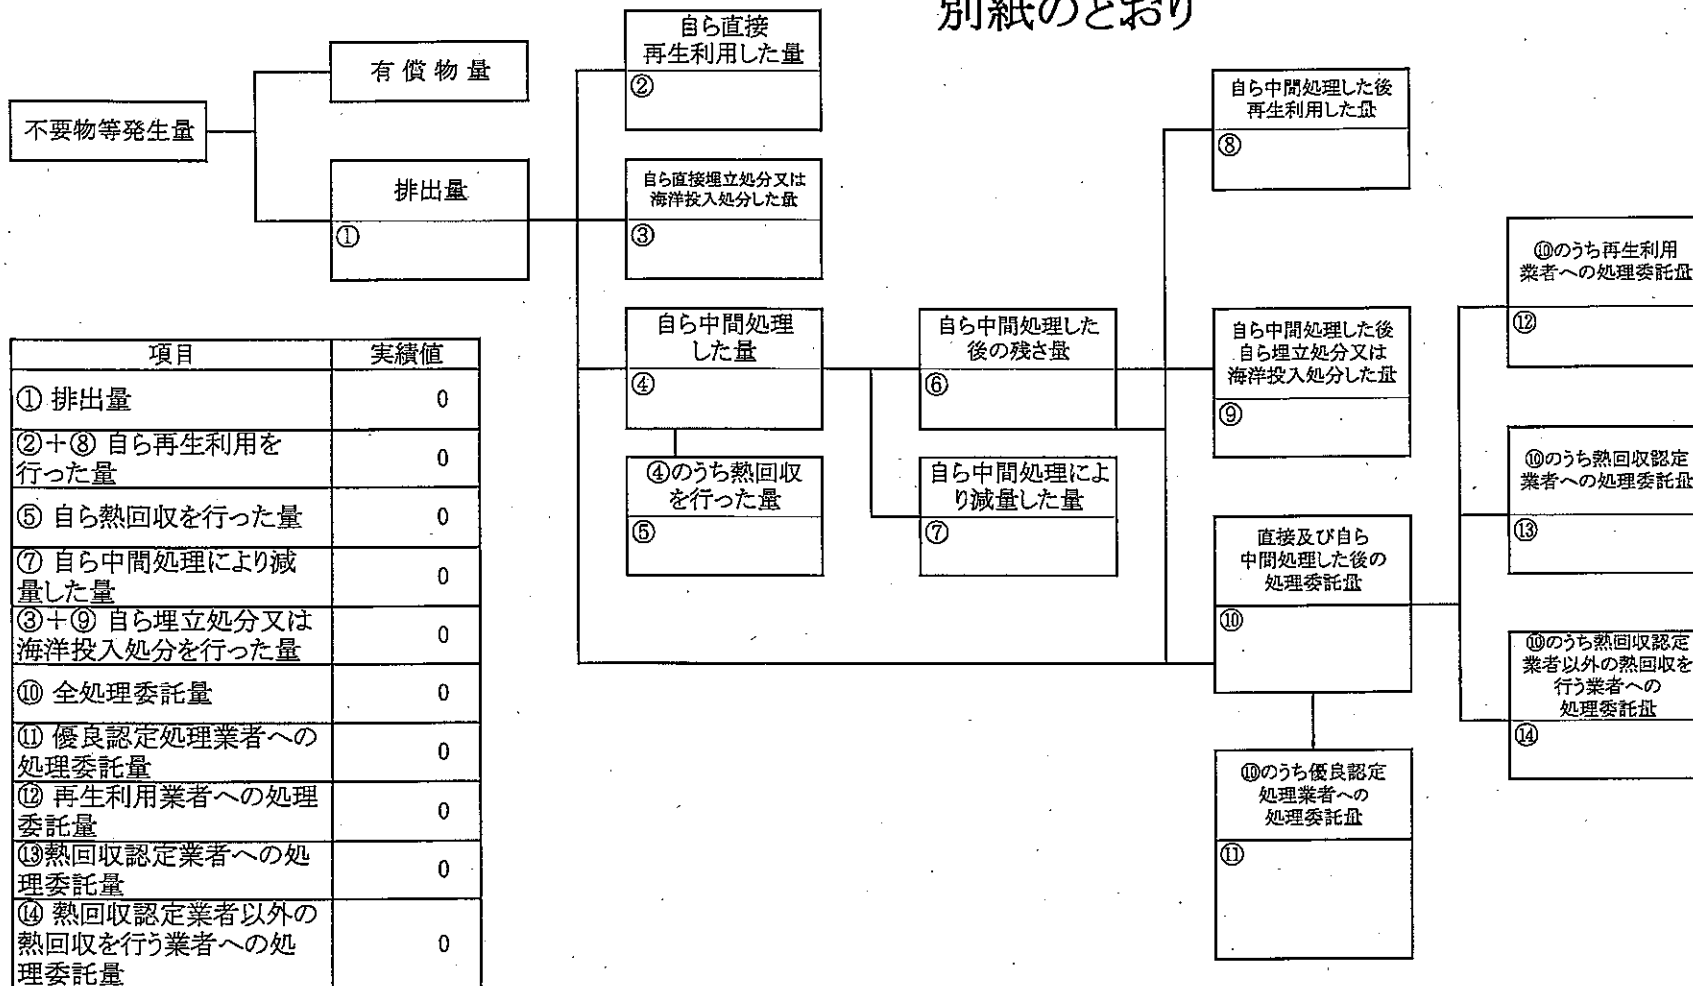 別紙のとおり
不要物等発生量
有償物量
排出量
①
自ら直接
再生利用した量
②
自ら直接埋立処分又は
海洋投入処分した量
③
自ら中間処理
した量
④
④のうち熱回収
を行った量
⑤
自ら中間処理した
後の残さ量
⑥
自ら中間処理によ
り減量した量
⑦
自ら中間処理した後
再生利用した量
⑧
自ら中間処理した後
自ら埋立処分又は
海洋投入処分した量
⑨
直接及び自ら
中間処理した後の
処理委託量
⑩
⑩のうち優良認定
処理業者への
処理委託量
⑪
⑩のうち再生利用
業者への処理委託量
⑫
⑩のうち熱回収認定
業者への処理委託量
⑬
⑩のうち熱回収認定
業者以外の熱回収を
行う業者への
処理委託量
⑭
項目 実績値
① 排出量 0
②+⑧ 自ら再生利用を
行った量 0
⑤ 自ら熱回収を行った量 0
⑦ 自ら中間処理により減
量した量 0
③+⑨ 自ら埋立処分又は
海洋投入処分を行った量 0
⑩ 全処理委託量 0
⑪ 優良認定処理業者への
処理委託量 0
⑫ 再生利用業者への処理
委託量 0
⑬熱回収認定業者への処
理委託量 0
⑭ 熱回収認定業者以外の
熱回収を行う業者への処
理委託量 0